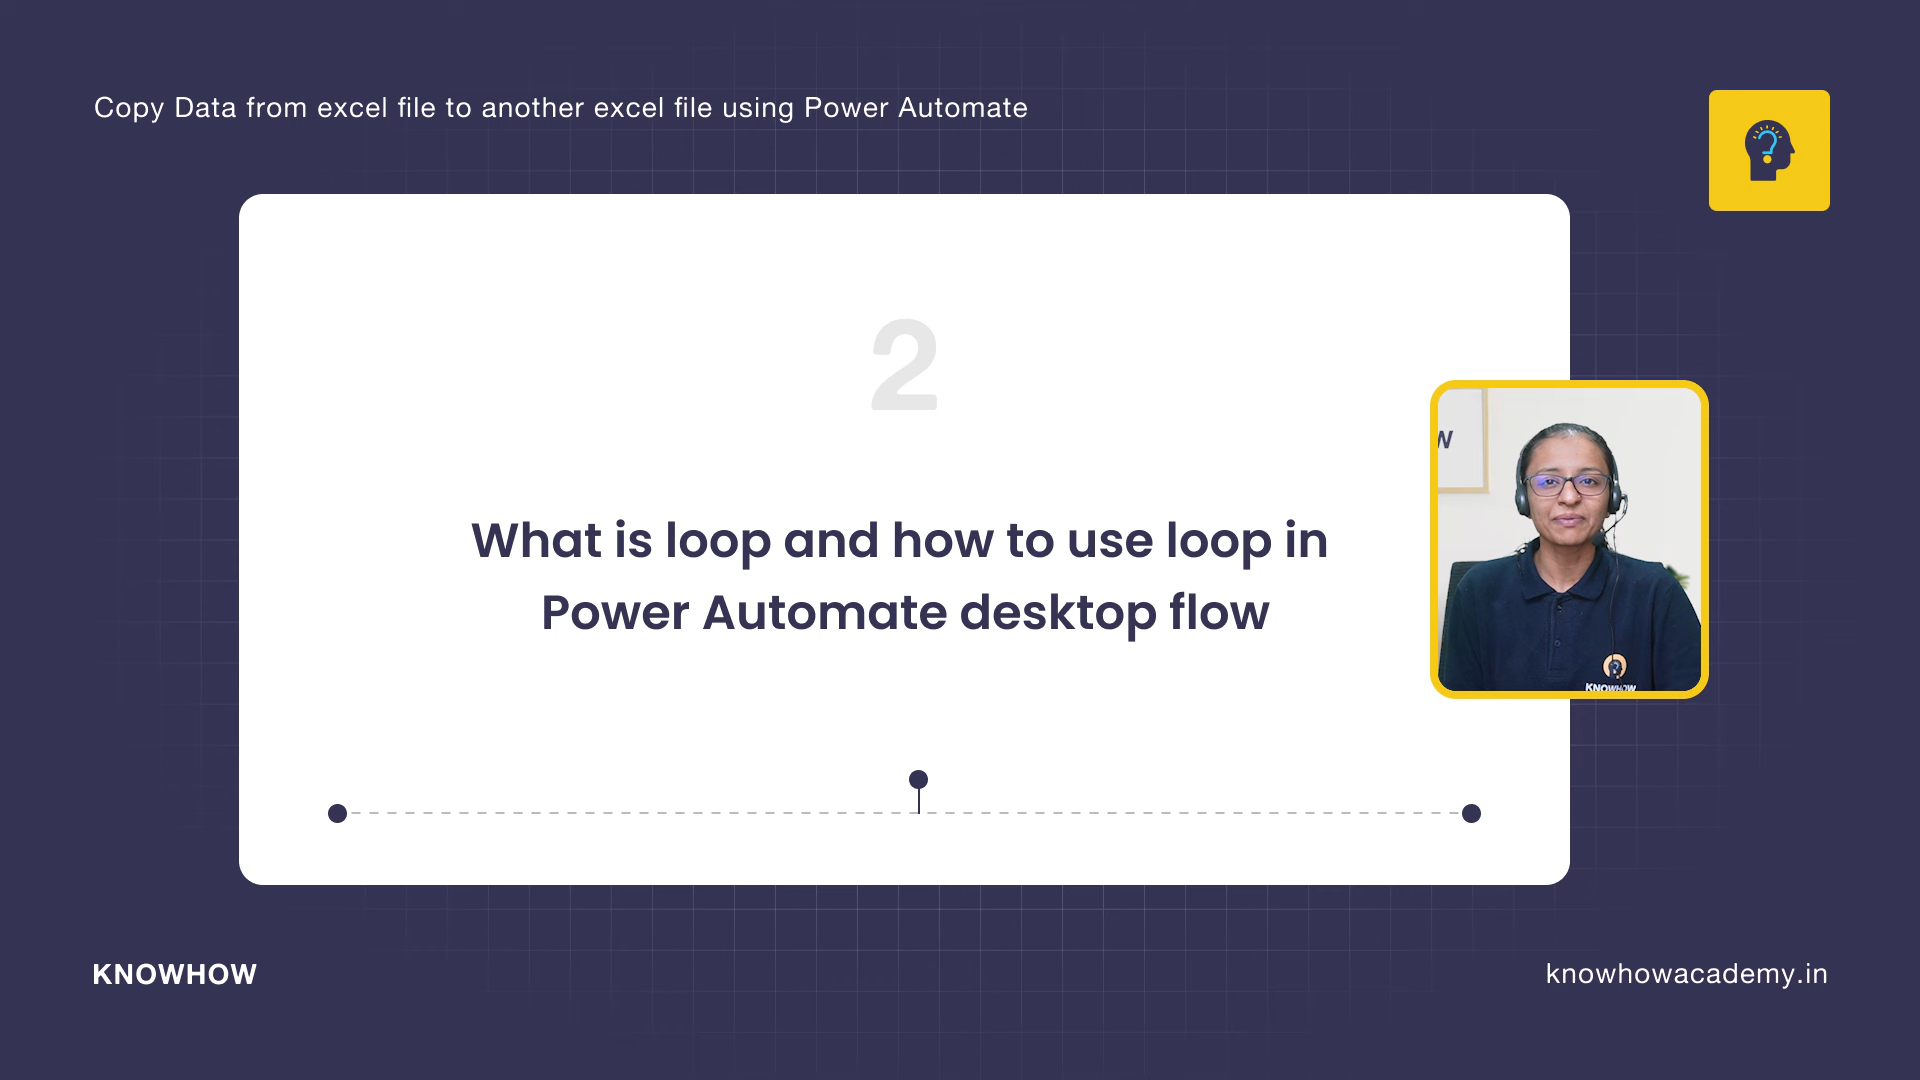 Copy Data from excel file to another excel file using Power Automate
2
What is loop and how to use loop in
Power Automate desktop flow
W
KNOWHOW
KNOWHOW
knowhowacademy.in